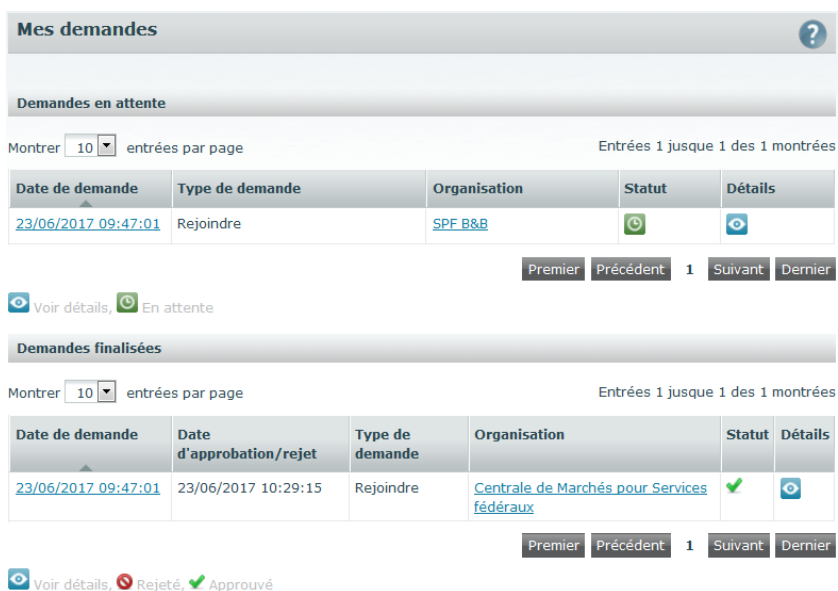 Mes demandes
Demandes en attente
Montrer 10 entrées par page Entrées 1 jusque 1 des 1 montrées
Date de demande Type de demande Organisation Statut Détails
23/06/2017 09:47:01 Rejoindre SPF B&B
Premier Précédent 1 Suivant Dernier
Voir détails, En attente
Demandes finalisées
Montrer 10 entrées par page Entrées 1 jusque 1 des 1 montrées
Date de demande Date Type de Organisation Statut Détails
d'approbation/rejet demande
23/06/2017 09:47:01 23/06/2017 10:29:15 Rejoindre Centrale de Marchés pour Services
fédéraux
Premier Précédent 1 Suivant Dernier
Voir détails, Rejeté, Approuvé